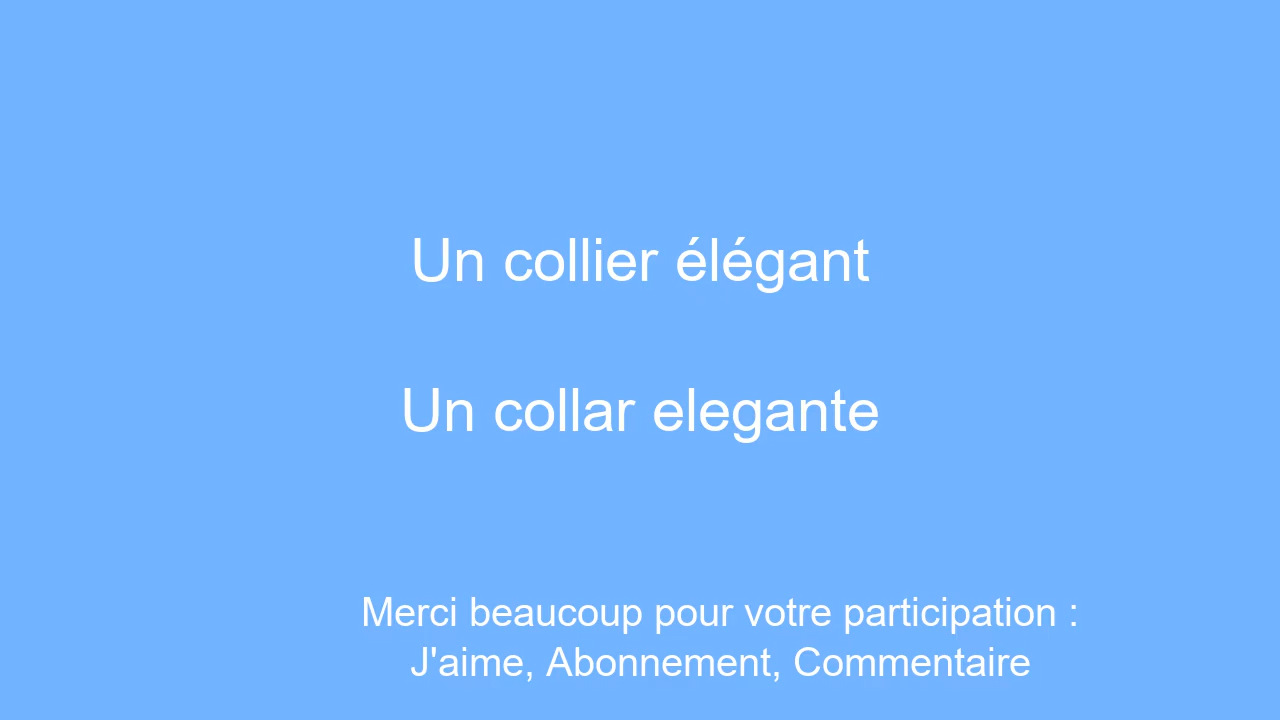 Un collier élégant
Un collar elegante
Merci beaucoup pour votre participation :
J'aime, Abonnement, Commentaire